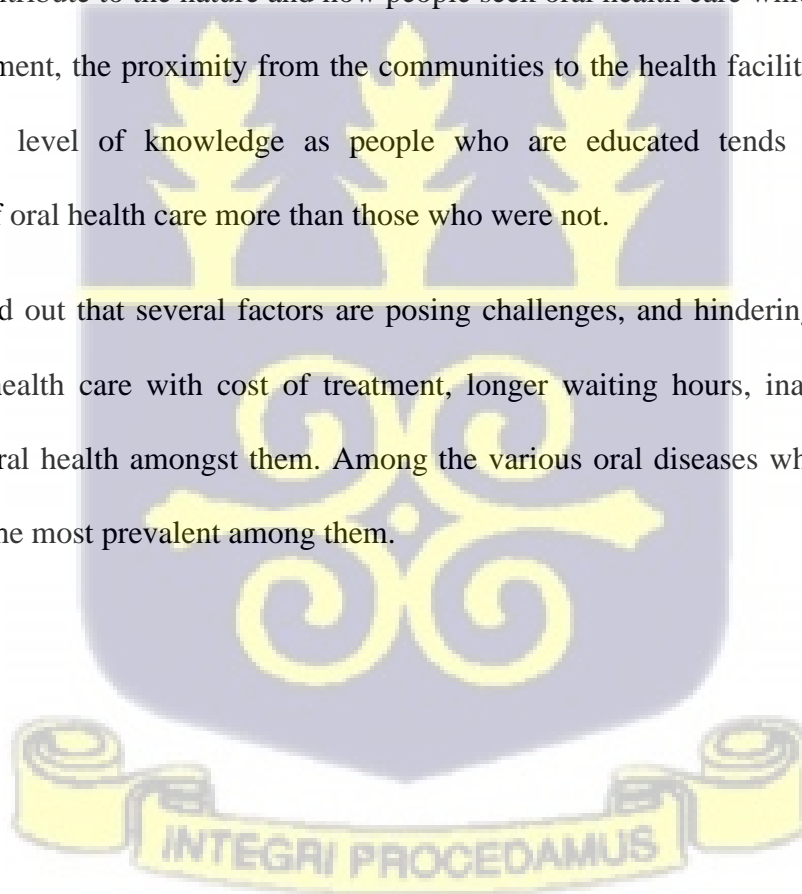 ntribute to the nature and how people seek oral health care whi
ment, the proximity from the communities to the health facilit
level of knowledge as people who are educated tends
f oral health care more than those who were not.
d out that several factors are posing challenges, and hindering
health care with cost of treatment, longer waiting hours, ina
ral health amongst them. Among the various oral diseases wh
he most prevalent among them.
INTEGRI PROCEDAMUS